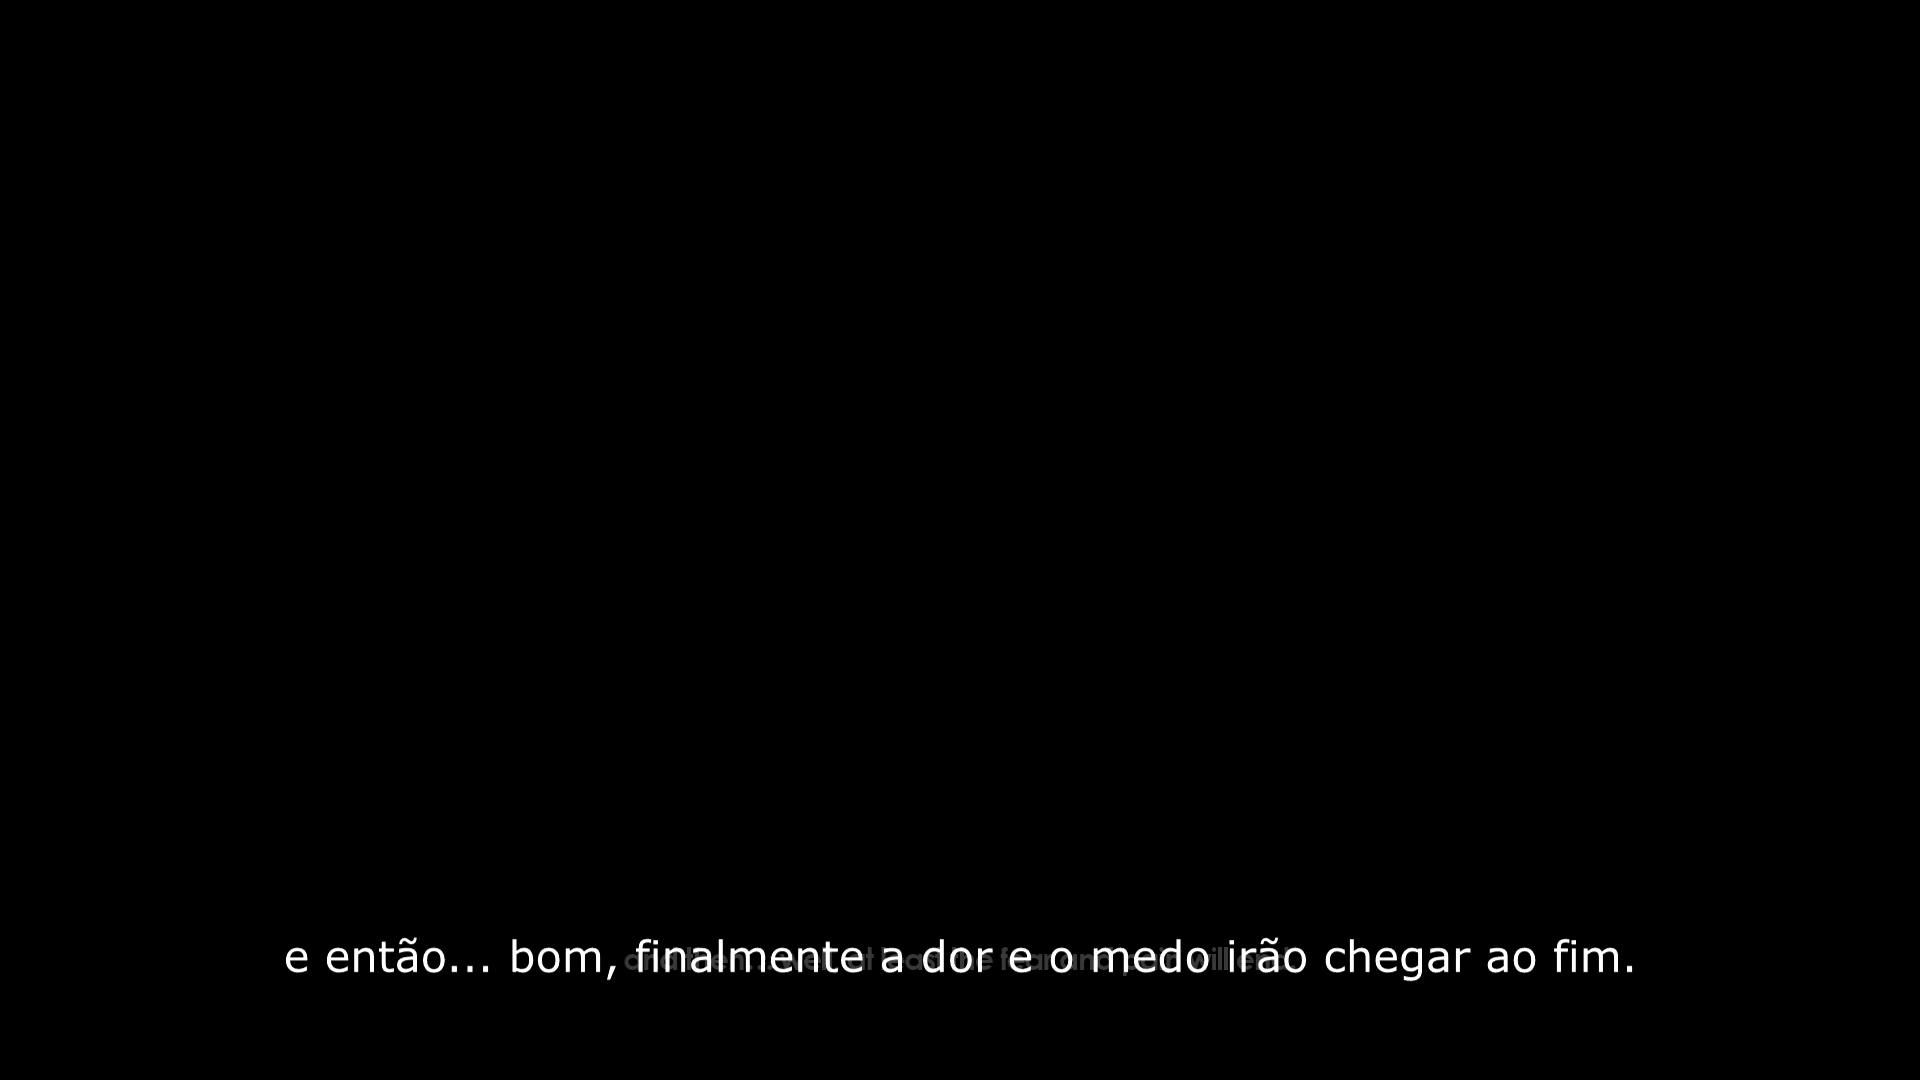 e então... bom, finalmente a dor e o medo irão chegar ao fim.